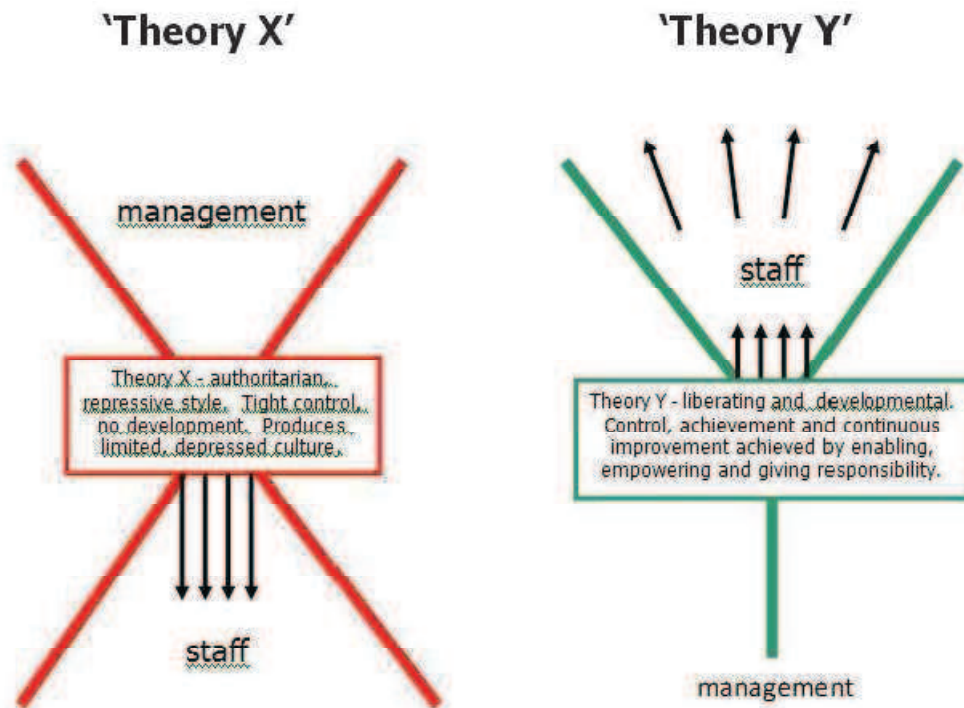 ‘Theory X’
‘Theory Y’
management
Theory X - authoritarian,
repressive style. Tight control,
no development. Produces
limited, depressed culture.
staff
staff
Theory Y - liberating and developmental.
Control, achievement and continuous
improvement achieved by enabling,
empowering and giving responsibility.
management